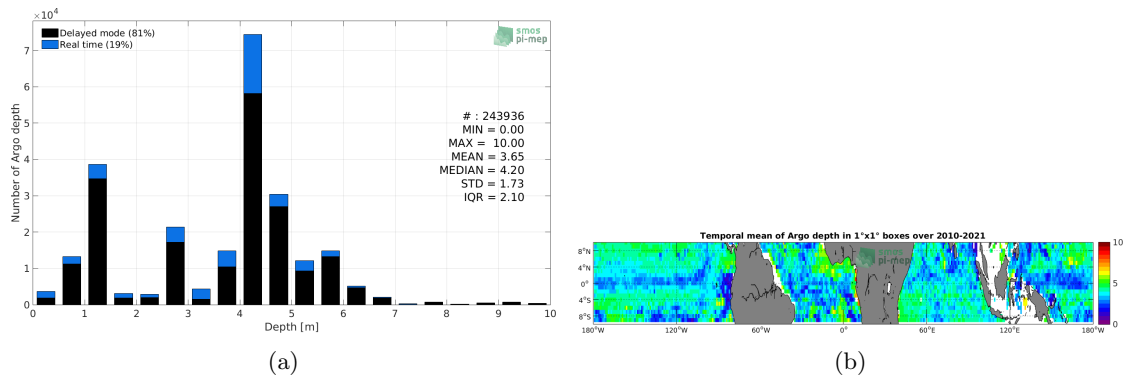 ×10⁴
Delayed mode (81%)
Real time (19%)
smos
pi-mep
7
6
5
4
3
2
1
0
Number of Argo depth
# : 243936
MIN = 0.00
MAX = 10.00
MEAN = 3.65
MEDIAN = 4.20
STD = 1.73
IQR = 2.10
0 1 2 3 4 5 6 7 8 9 10
Depth [m]
(a)
Temporal mean of Argo depth in 1°x1° boxes over 2010-2021
8°N
4°N
0°
4°S
8°S
smos
pi-mep
10
5
0
180°W 120°W 60°W 0° 60°E 120°E 180°W
(b)